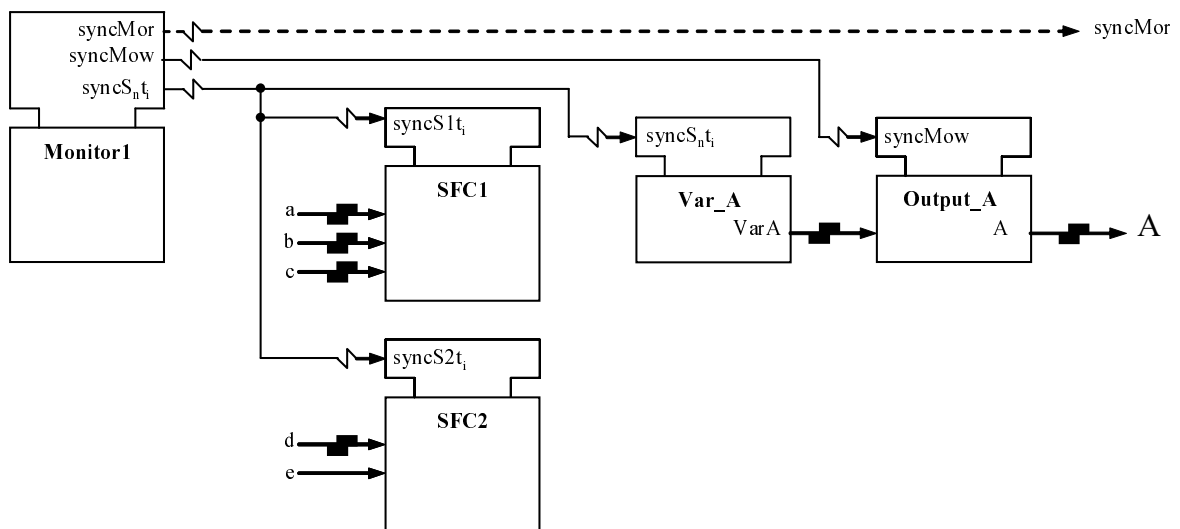 syncMor
syncMor
syncMow
syncSnti
Monitor1
syncS1ti
SFC1
a
b
c
syncSnti
Var_A
VarA
syncMow
Output_A
A
A
syncS2ti
SFC2
d
e